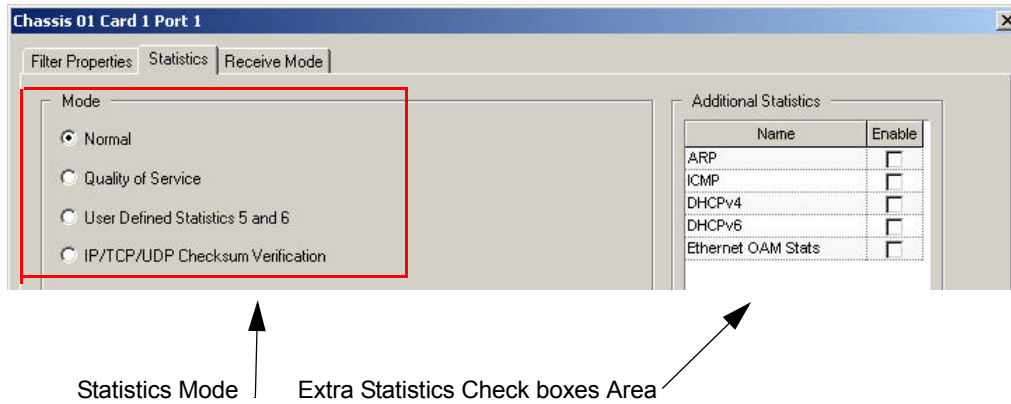 Chassis 01 Card 1 Port 1
Filter Properties Statistics Receive Mode
Mode
Normal
Quality of Service
User Defined Statistics 5 and 6
IP/TCP/UDP Checksum Verification
Additional Statistics
Name Enable
ARP
ICMP
DHCPv4
DHCPv6
Ethernet OAM Stats
Statistics Mode
Extra Statistics Check boxes Area